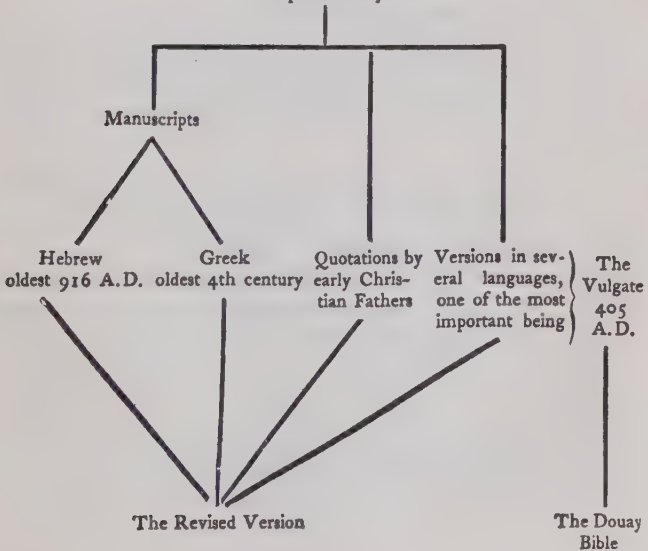 Manuscripts
Hebrew
oldest 916 A.D.
Greek
oldest 4th century
Quotations by
early Chris-
tian Fathers
Versions in sev-
eral languages,
one of the most
important being
The
Vulgate
405
A.D.
The Revised Version
The Douay
Bible